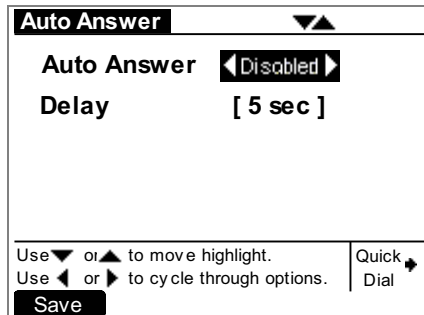 Auto Answer ▼▲
Auto Answer ◀Disabled▶
Delay [ 5 sec ]
Use ▼ or ▲ to move highlight.
Use ◀ or ▶ to cycle through options.
Quick
Dial
Save